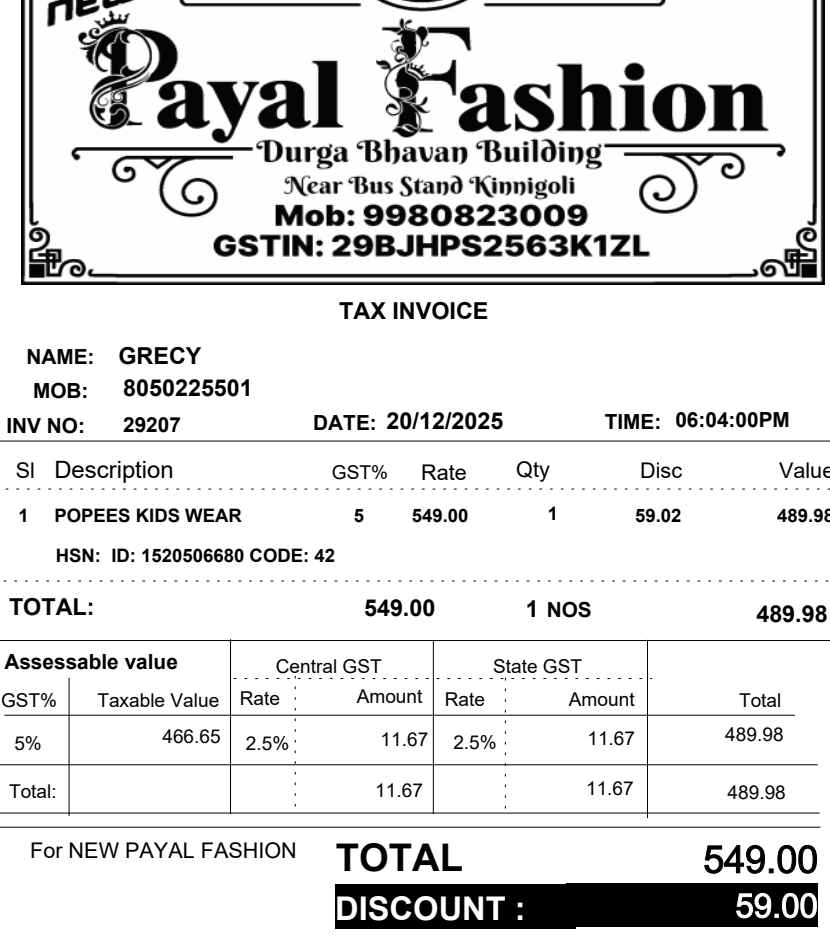 new
Payal Fashion
Durga Bhavan Building
Near Bus Stand Kinnigoli
Mob: 9980823009
GSTIN: 29BJHPS2563K1ZL
TAX INVOICE
NAME: GRECY
MOB: 8050225501
INV NO: 29207 DATE: 20/12/2025 TIME: 06:04:00PM
Sl Description GST% Rate Qty Disc Value
1 POPEES KIDS WEAR 5 549.00 1 59.02 489.98
HSN: ID: 1520506680 CODE: 42
TOTAL: 549.00 1 NOS 489.98
Assessable value Central GST State GST
GST% Taxable Value Rate Amount Rate Amount Total
5% 466.65 2.5% 11.67 2.5% 11.67 489.98
Total: 11.67 11.67 489.98
For NEW PAYAL FASHION TOTAL 549.00
DISCOUNT : 59.00